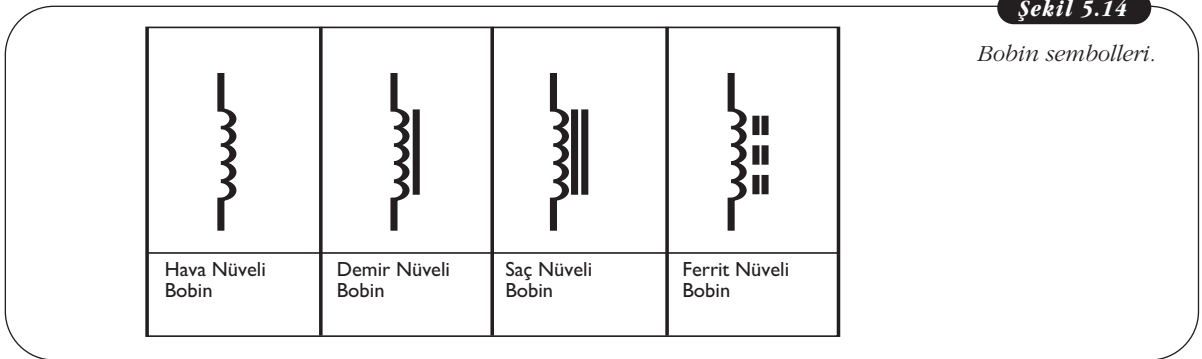 Şekil 5.14
Bobin sembolleri.
Hava Nüveli
Bobin
Demir Nüveli
Bobin
Saç Nüveli
Bobin
Ferrit Nüveli
Bobin